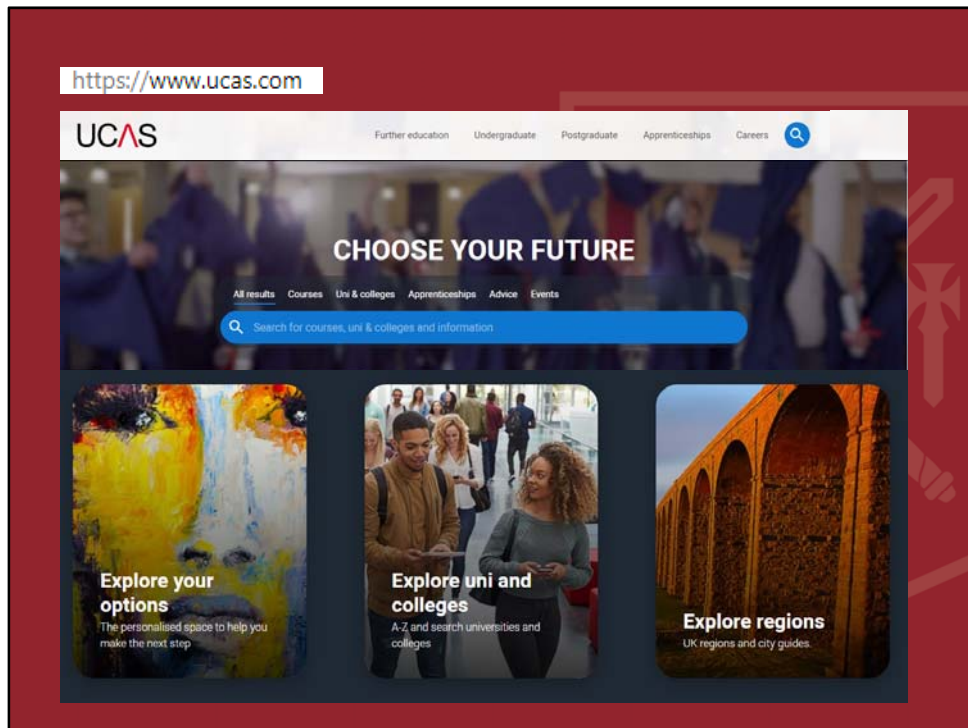 https://www.ucas.com
UCAS
Further education Undergraduate Postgraduate Apprenticeships Careers
CHOOSE YOUR FUTURE
All results Courses Uni & colleges Apprenticeships Advice Events
Search for courses, uni & colleges and information
Explore your
options
The personalised space to help you
make the next step
Explore uni and
colleges
A-Z and search universities and
colleges
Explore regions
UK regions and city guides.